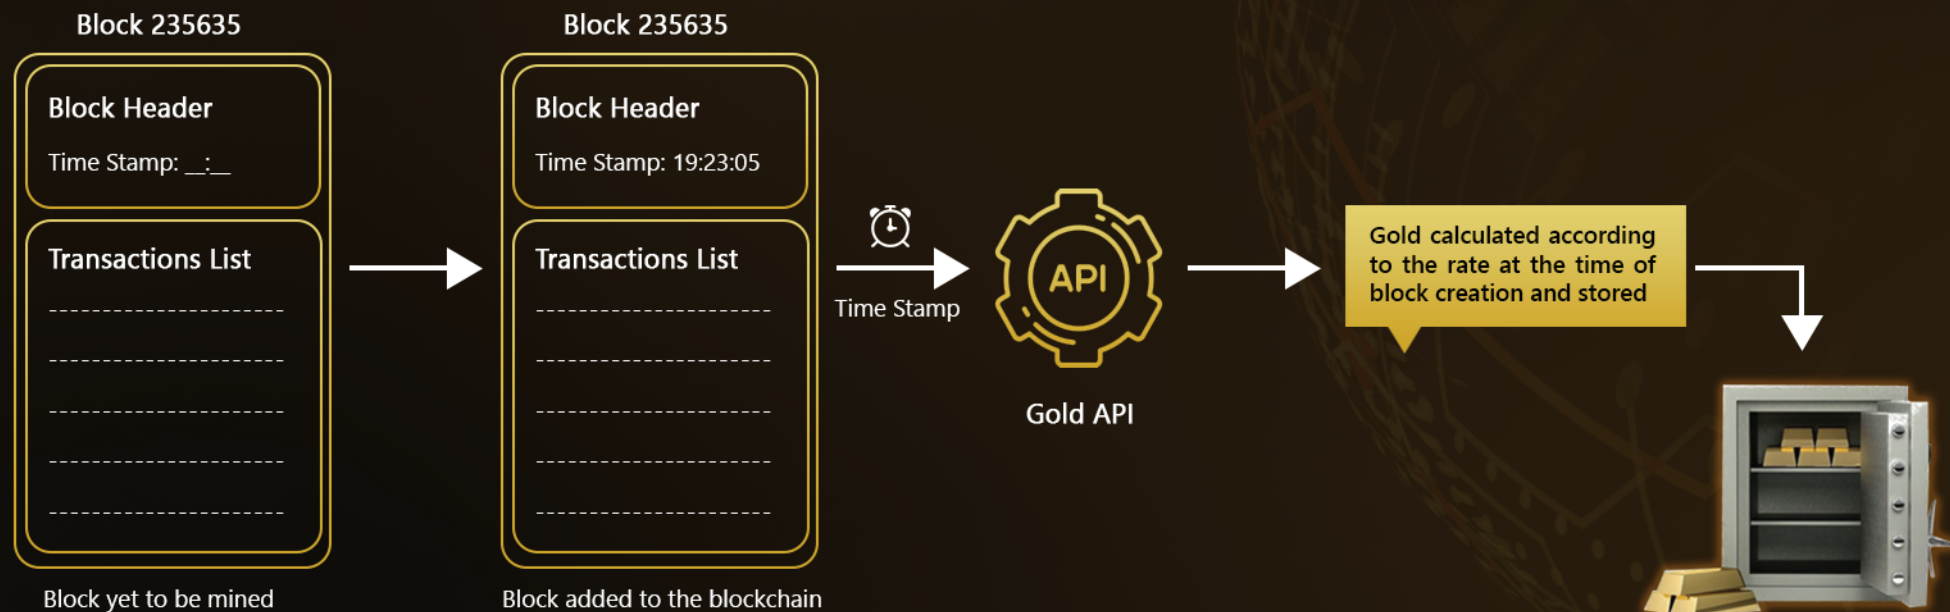 Block 235635
Block Header
Time Stamp: __:__
Transactions List
Block yet to be mined
Block 235635
Block Header
Time Stamp: 19:23:05
Transactions List
Block added to the blockchain
Time Stamp
API
Gold API
Gold calculated according
to the rate at the time of
block creation and stored